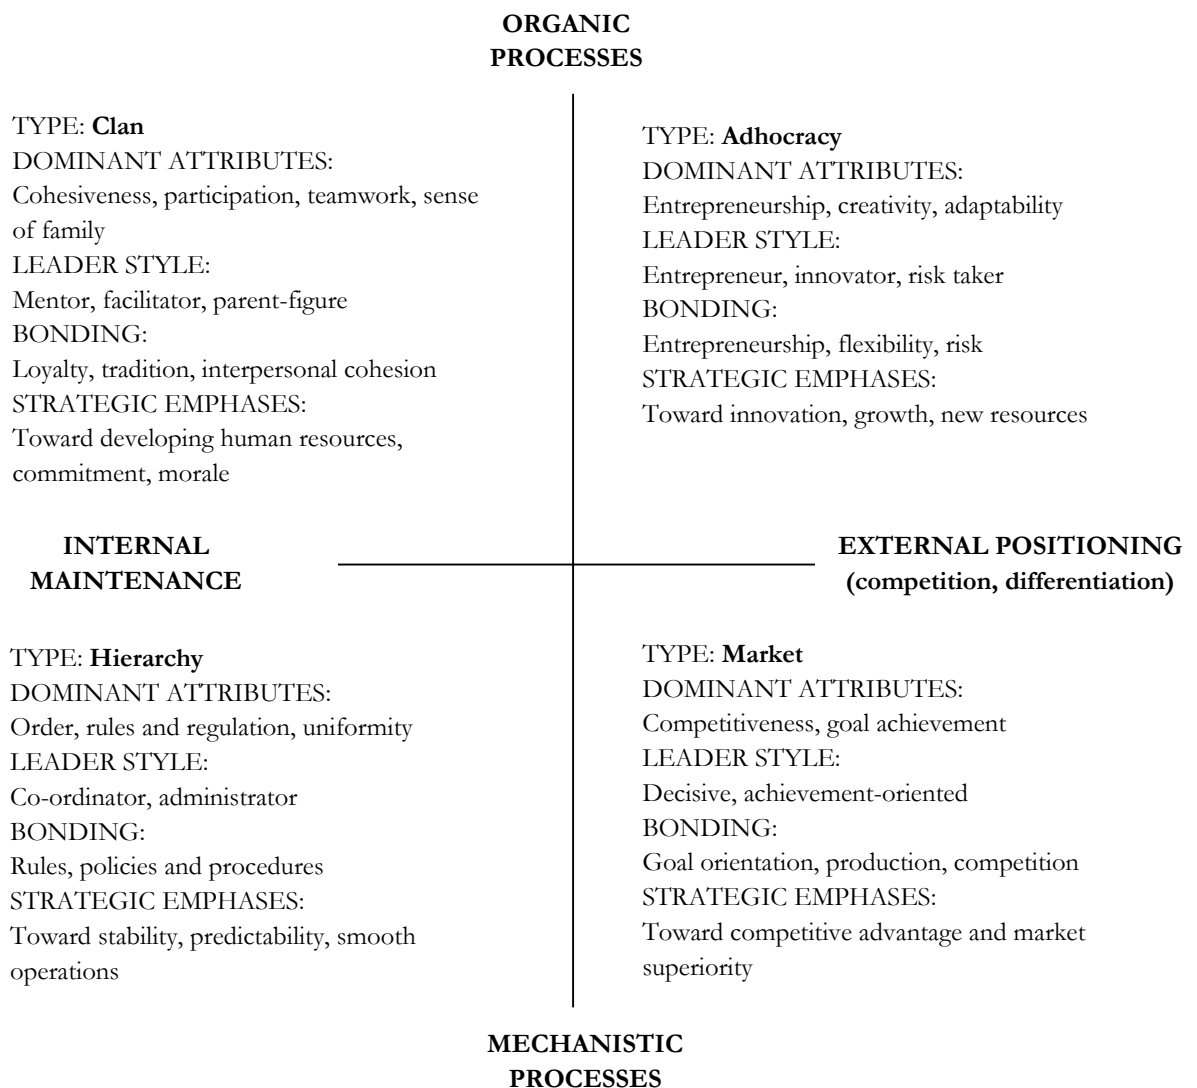 ORGANIC
PROCESSES
TYPE: Clan
DOMINANT ATTRIBUTES:
Cohesiveness, participation, teamwork, sense
of family
LEADER STYLE:
Mentor, facilitator, parent-figure
BONDING:
Loyalty, tradition, interpersonal cohesion
STRATEGIC EMPHASES:
Toward developing human resources,
commitment, morale
TYPE: Adhocracy
DOMINANT ATTRIBUTES:
Entrepreneurship, creativity, adaptability
LEADER STYLE:
Entrepreneur, innovator, risk taker
BONDING:
Entrepreneurship, flexibility, risk
STRATEGIC EMPHASES:
Toward innovation, growth, new resources
INTERNAL
MAINTENANCE
EXTERNAL POSITIONING
(competition, differentiation)
TYPE: Hierarchy
DOMINANT ATTRIBUTES:
Order, rules and regulation, uniformity
LEADER STYLE:
Co-ordinator, administrator
BONDING:
Rules, policies and procedures
STRATEGIC EMPHASES:
Toward stability, predictability, smooth
operations
TYPE: Market
DOMINANT ATTRIBUTES:
Competitiveness, goal achievement
LEADER STYLE:
Decisive, achievement-oriented
BONDING:
Goal orientation, production, competition
STRATEGIC EMPHASES:
Toward competitive advantage and market
superiority
MECHANISTIC
PROCESSES